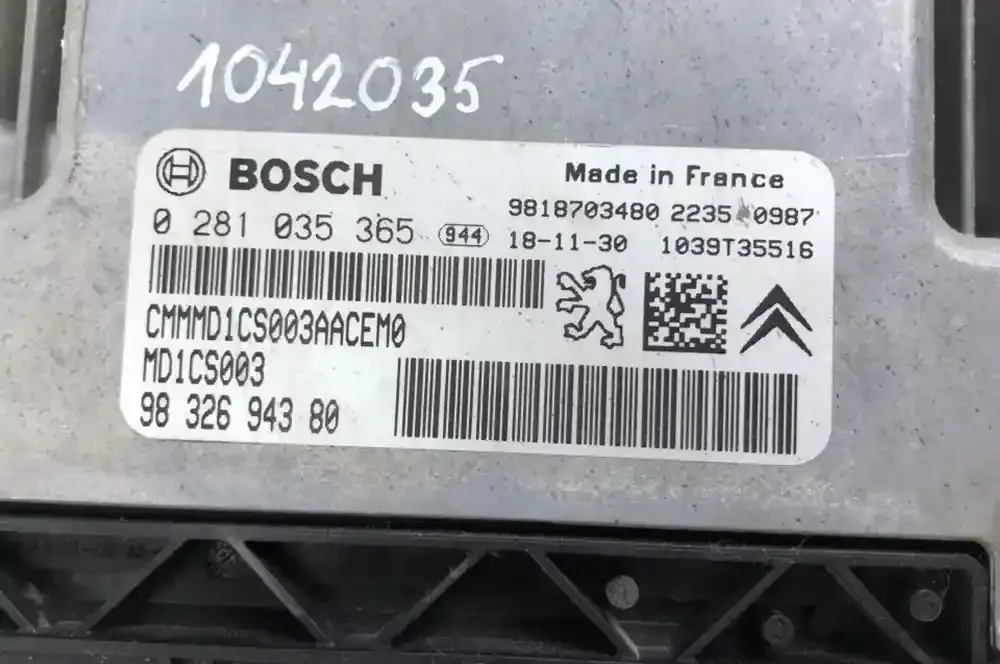 1042035
BOSCH
Made in France
9818703480 2235 0987
0 281 035 365 944 18-11-30 1039T35516
CMMMD1CS003AACEM0
MD1CS003
98 326 943 80